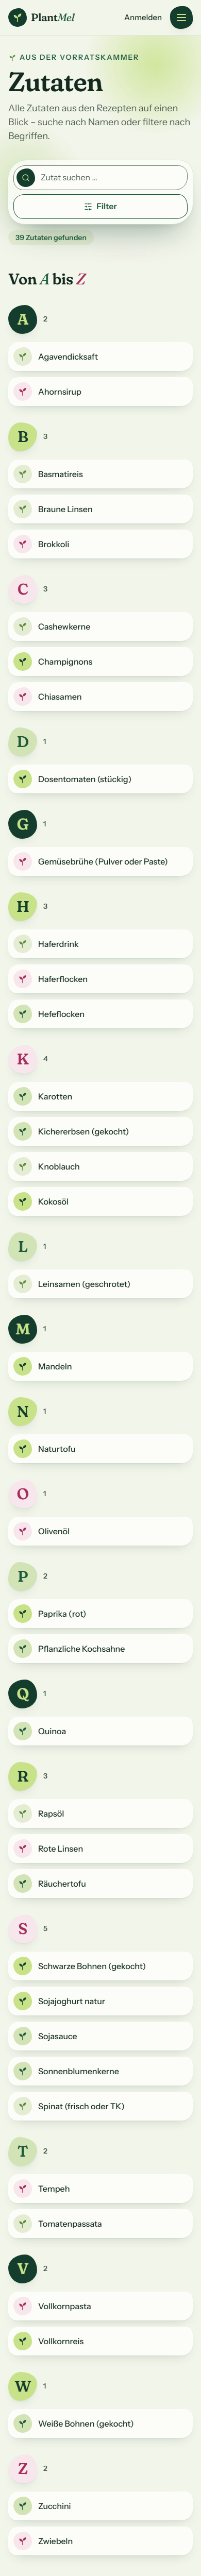 PlantMel
Anmelden
AUS DER VORRATSKAMMER
Zutaten
Alle Zutaten aus den Rezepten auf einen
Blick – suche nach Namen oder filtere nach
Begriffen.
Zutat suchen ...
Filter
39 Zutaten gefunden
Von A bis Z
A 2
Agavendicksaft
Ahornsirup
B 3
Basmatireis
Braune Linsen
Brokkoli
C 3
Cashewkerne
Champignons
Chiasamen
D 1
Dosentomaten (stückig)
G 1
Gemüsebrühe (Pulver oder Paste)
H 3
Haferdrink
Haferflocken
Hefeflocken
K 4
Karotten
Kichererbsen (gekocht)
Knoblauch
Kokosöl
L 1
Leinsamen (geschrotet)
M 1
Mandeln
N 1
Naturtofu
O 1
Olivenöl
P 2
Paprika (rot)
Pflanzliche Kochsahne
Q 1
Quinoa
R 3
Rapsöl
Rote Linsen
Räuchertofu
S 5
Schwarze Bohnen (gekocht)
Sojajoghurt natur
Sojasauce
Sonnenblumenkerne
Spinat (frisch oder TK)
T 2
Tempeh
Tomatenpassata
V 2
Vollkornpasta
Vollkornreis
W 1
Weiße Bohnen (gekocht)
Z 2
Zucchini
Zwiebeln